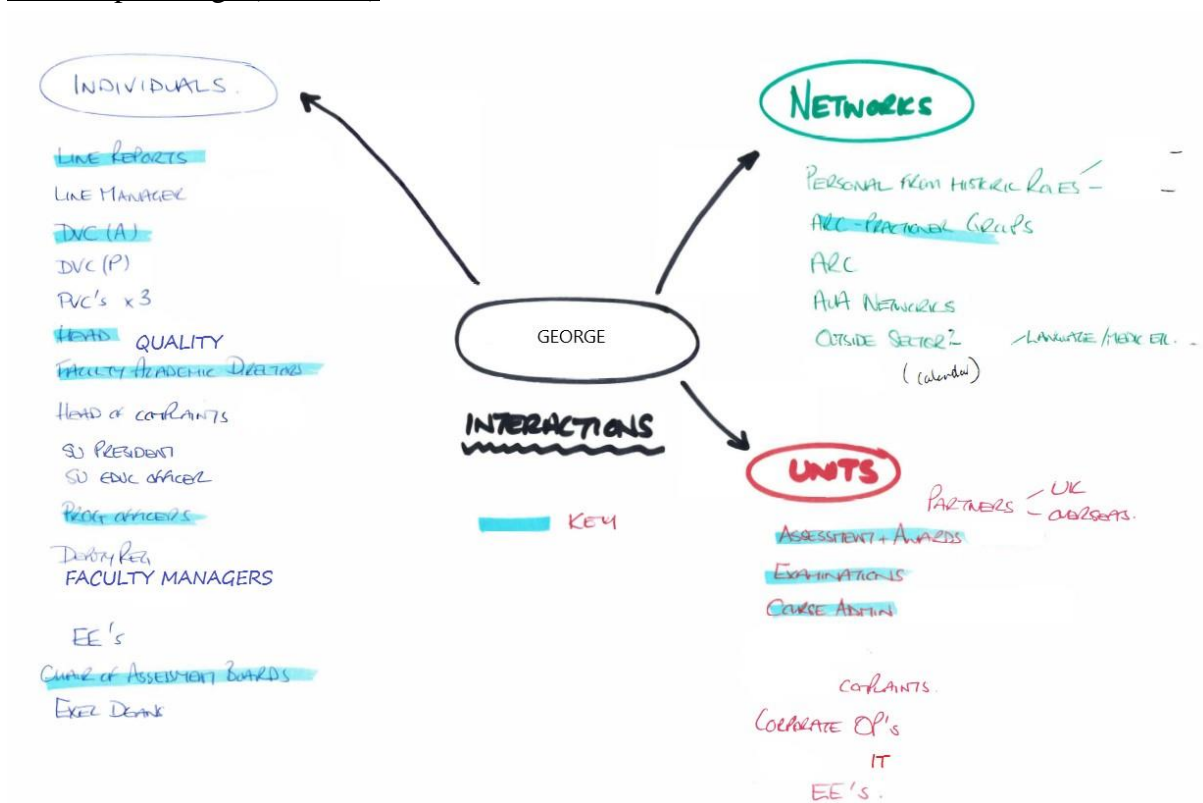 INDIVIDUALS.
LINE REPORTS
LINE MANAGER
DVC (A)
DVC (P)
PVC's x 3
HEAD QUALITY
FACULTY ACADEMIC DIRECTORS
HEAD OF COMPLAINTS
SU PRESIDENT
SU EDUC OFFICER
PROG OFFICERS
DEPUTY REG
FACULTY MANAGERS
EE's
CHAIR OF ASSESSMENT BOARDS
EXEC DEANS
GEORGE
INTERACTIONS
KEY
NETWORKS
PERSONAL FROM HISTORIC ROLES
ARC - PRACTIONER GROUPS
ARC
AUA NETWORKS
OUTSIDE SECTOR? LANGUAGE/MEDIC ETC.
(calendar)
UNITS
PARTNERS - UK
- OVERSEAS.
ASSESSMENT + AWARDS
EXAMINATIONS
COURSE ADMIN
COMPLAINTS.
CORPORATE OP's
IT
EE's.